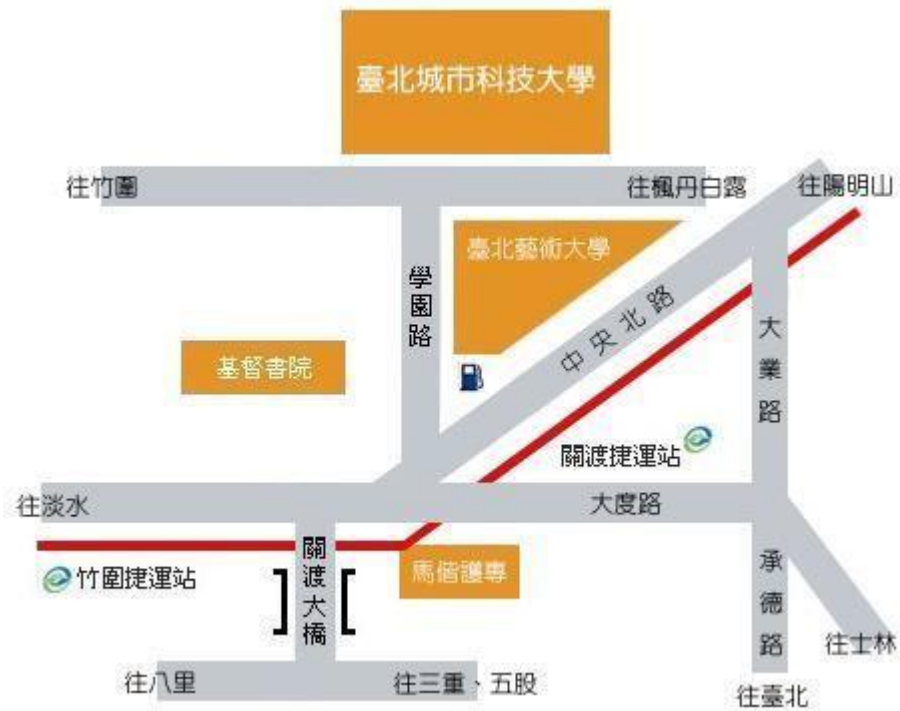 臺北城市科技大學
往竹圍
往楓丹白露
往陽明山
臺北藝術大學
學園路
中央北路
大業路
基督書院
關渡捷運站
往淡水
大度路
竹圍捷運站
關渡大橋
馬偕護專
承德路
往士林
往八里
往三重、五股
往臺北